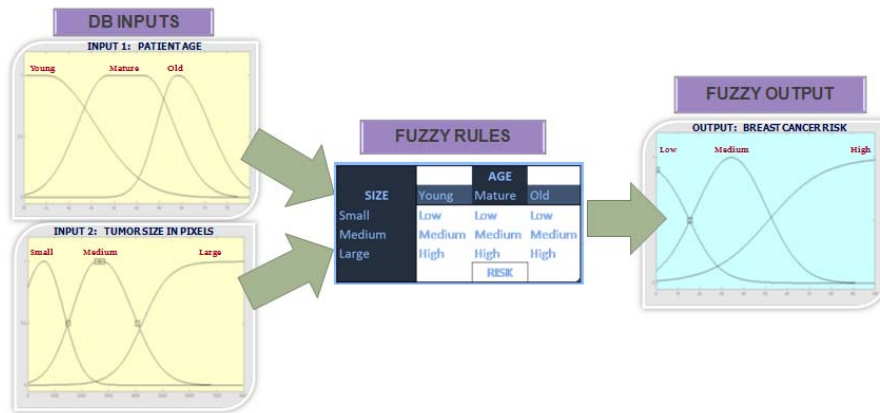 DB INPUTS
INPUT 1: PATIENT AGE
Young Mature Old
INPUT 2: TUMOR SIZE IN PIXELS
Small Medium Large
FUZZY RULES
AGE
SIZE Young Mature Old
Small Low Low Low
Medium Medium Medium Medium
Large High High High
RISK
FUZZY OUTPUT
OUTPUT: BREAST CANCER RISK
Low Medium High